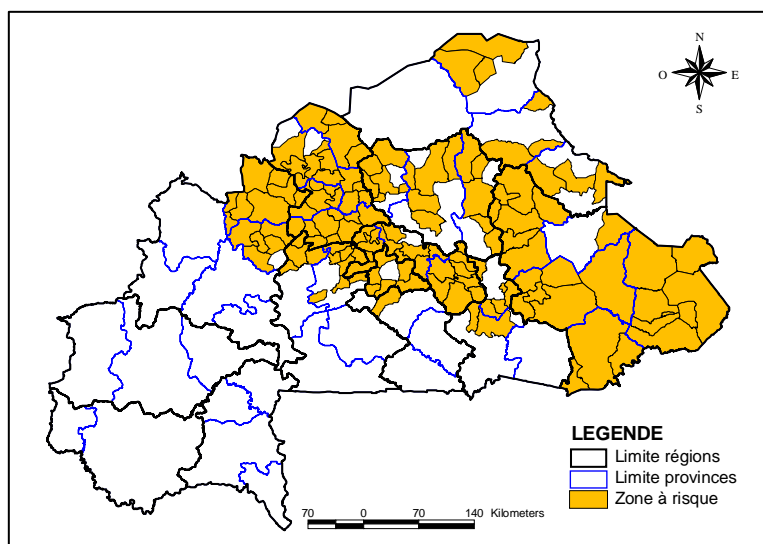 N
O E
S
LEGENDE
Limite régions
Limite provinces
Zone à risque
70 0 70 140 Kilometers